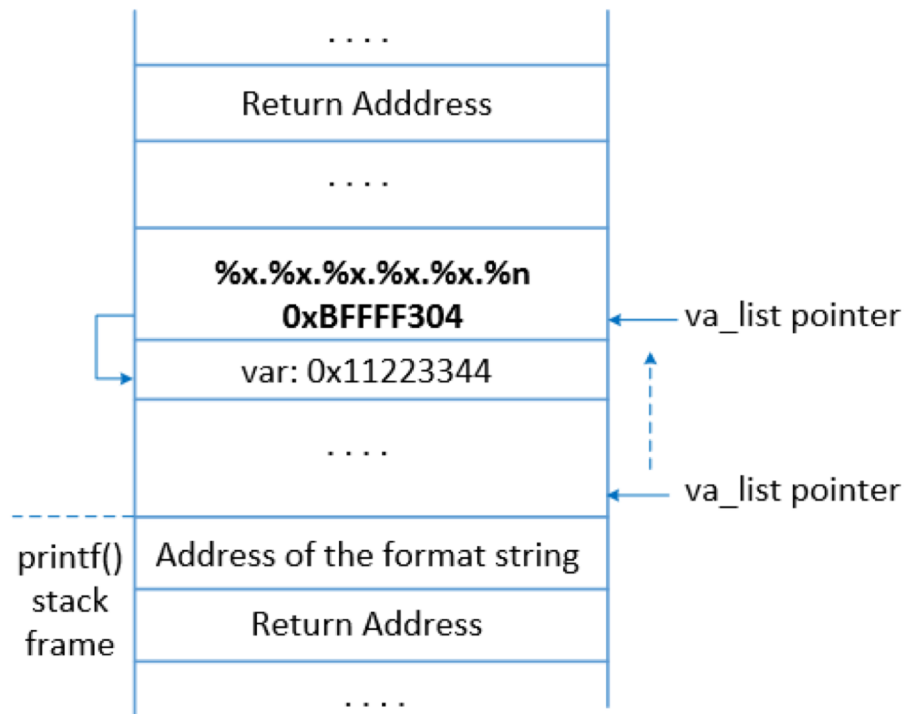 . . . .
Return Adddress
. . . .
%x.%x.%x.%x.%x.%n
0xBFFFF304
va_list pointer
var: 0x11223344
. . . .
va_list pointer
printf()
stack
frame
Address of the format string
Return Address
. . . .